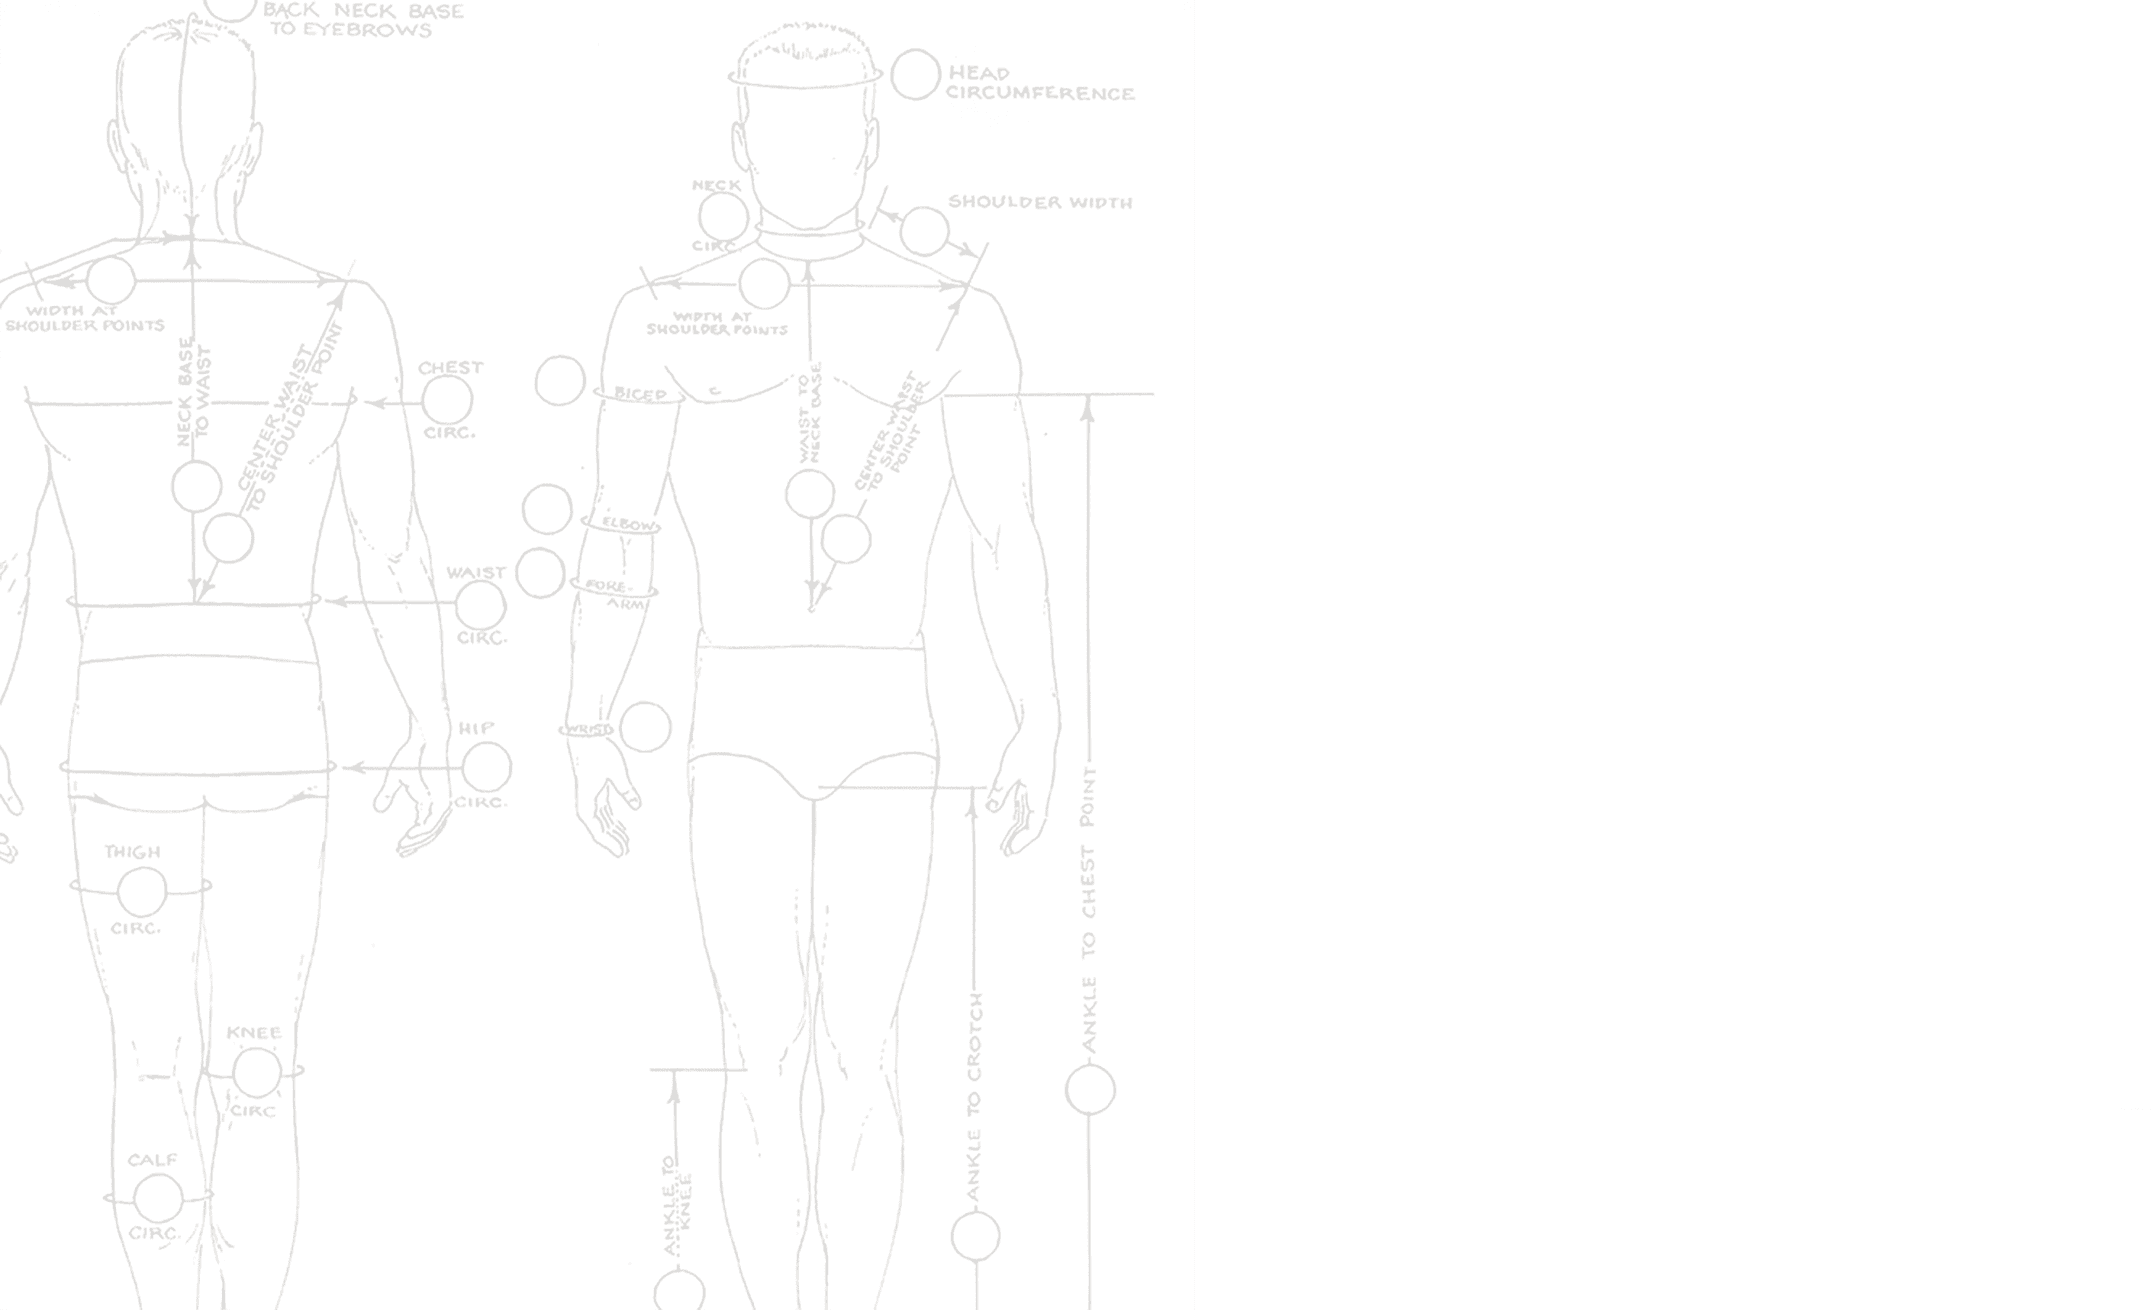 BACK NECK BASE
TO EYEBROWS
HEAD
CIRCUMFERENCE
NECK
CIRC.
SHOULDER WIDTH
WIDTH AT
SHOULDER POINTS
WIDTH AT
SHOULDER POINTS
NECK BASE
TO WAIST
CENTER WAIST
TO SHOULDER POINT
CHEST
CIRC.
BICEP
WAIST TO
NECK BASE
CENTER WAIST
TO SHOULDER
POINT
ELBOW
WAIST
CIRC.
FORE-
ARM
HIP
CIRC.
WRIST
THIGH
CIRC.
ANKLE TO CHEST POINT
KNEE
CIRC
ANKLE TO CROTCH
CALF
CIRC.
ANKLE TO
KNEE